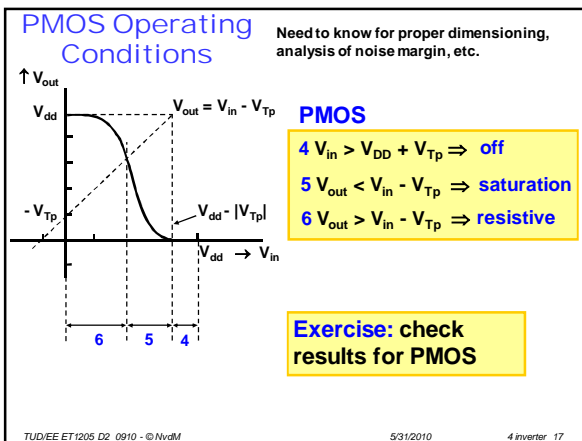 PMOS Operating
Conditions
Need to know for proper dimensioning,
analysis of noise margin, etc.
↑ Vout
Vdd
Vout = Vin - VTp
- VTp
Vdd - |VTp|
Vdd → Vin
6 5 4
PMOS
4 Vin > VDD + VTp ⇒ off
5 Vout < Vin - VTp ⇒ saturation
6 Vout > Vin - VTp ⇒ resistive
Exercise: check
results for PMOS
TUD/EE ET1205 D2 0910 - © NvdM 5/31/2010 4 inverter 17